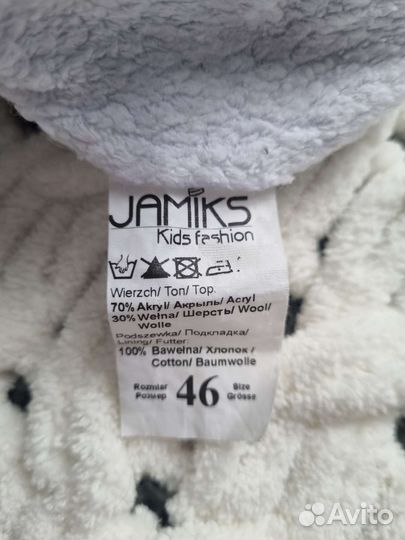 JAMIKS
Kids fashion
Wierzch/ Топ/ Top
70% Akryl/ Акрыль/ Acryl
30% Wełna/ Шерсть/ Wool/
Wolle
Podszewka/ Подкладка/
Lining/ Futter:
100% Bawełna/ Хлопок/
Cotton/ Baumwolle
Rozmiar Размер 46 Size Grösse
Avito